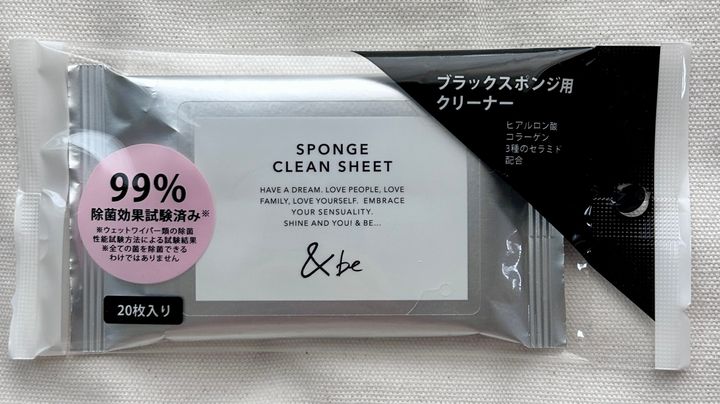 ブラックスポンジ用
クリーナー
ヒアルロン酸
コラーゲン
3種のセラミド
配合
SPONGE
CLEAN SHEET
HAVE A DREAM. LOVE PEOPLE, LOVE
FAMILY, LOVE YOURSELF. EMBRACE
YOUR SENSUALITY.
SHINE AND YOU! & BE...
&be
99%
除菌効果試験済み※
※ウェットワイパー類の除菌
性能試験方法による試験結果
※全ての菌を除菌できる
わけではありません
20枚入り